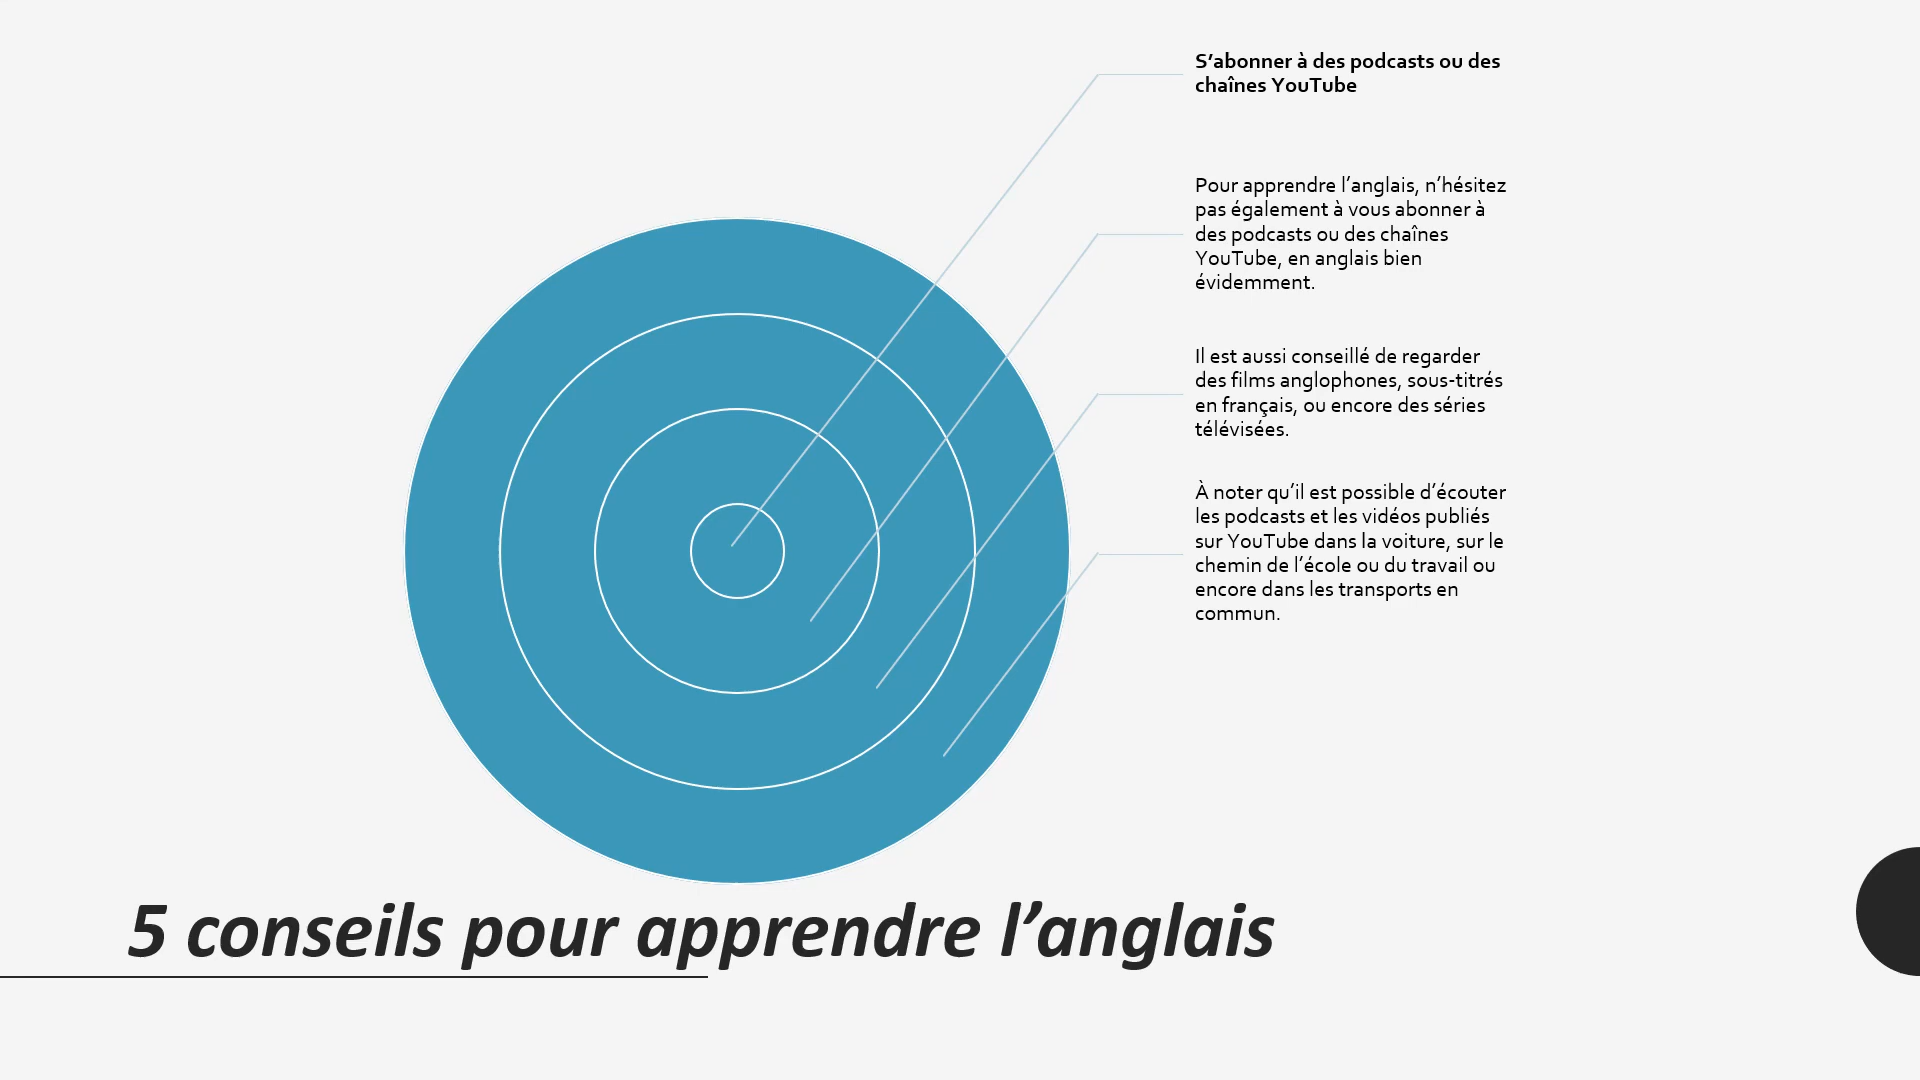 S’abonner à des podcasts ou des
chaînes YouTube
Pour apprendre l’anglais, n’hésitez
pas également à vous abonner à
des podcasts ou des chaînes
YouTube, en anglais bien
évidemment.
Il est aussi conseillé de regarder
des films anglophones, sous-titrés
en français, ou encore des séries
télévisées.
À noter qu’il est possible d’écouter
les podcasts et les vidéos publiés
sur YouTube dans la voiture, sur le
chemin de l’école ou du travail ou
encore dans les transports en
commun.
5 conseils pour apprendre l’anglais